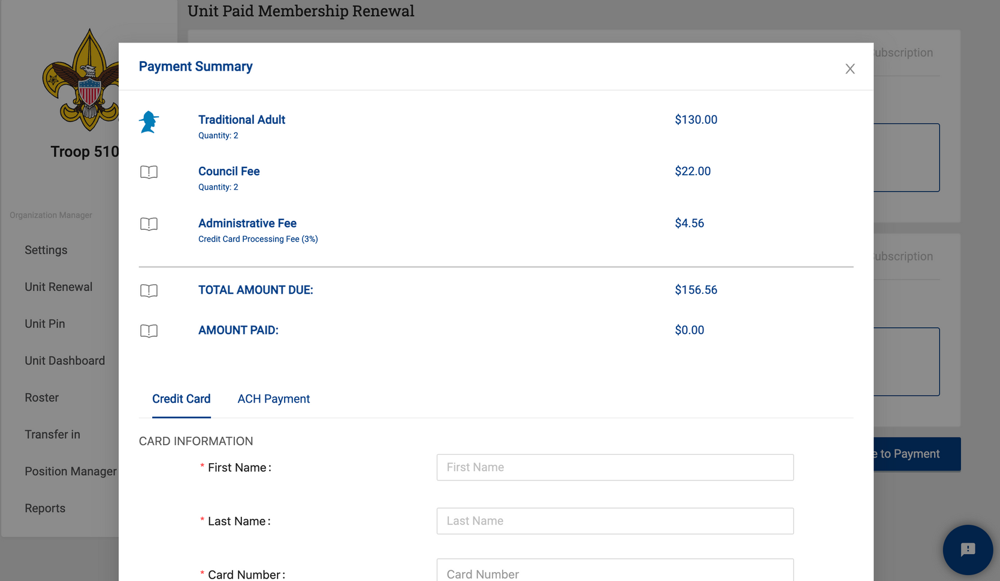 Unit Paid Membership Renewal
Troop 510
Organization Manager
Settings
Unit Renewal
Unit Pin
Unit Dashboard
Roster
Transfer in
Position Manager
Reports
Payment Summary
Traditional Adult
$130.00
Quantity: 2
Council Fee
$22.00
Quantity: 2
Administrative Fee
$4.56
Credit Card Processing Fee (3%)
TOTAL AMOUNT DUE:
$156.56
AMOUNT PAID:
$0.00
Credit Card
ACH Payment
CARD INFORMATION
* First Name:
First Name
* Last Name:
Last Name
* Card Number:
Card Number
ubscription
ubscription
e to Payment